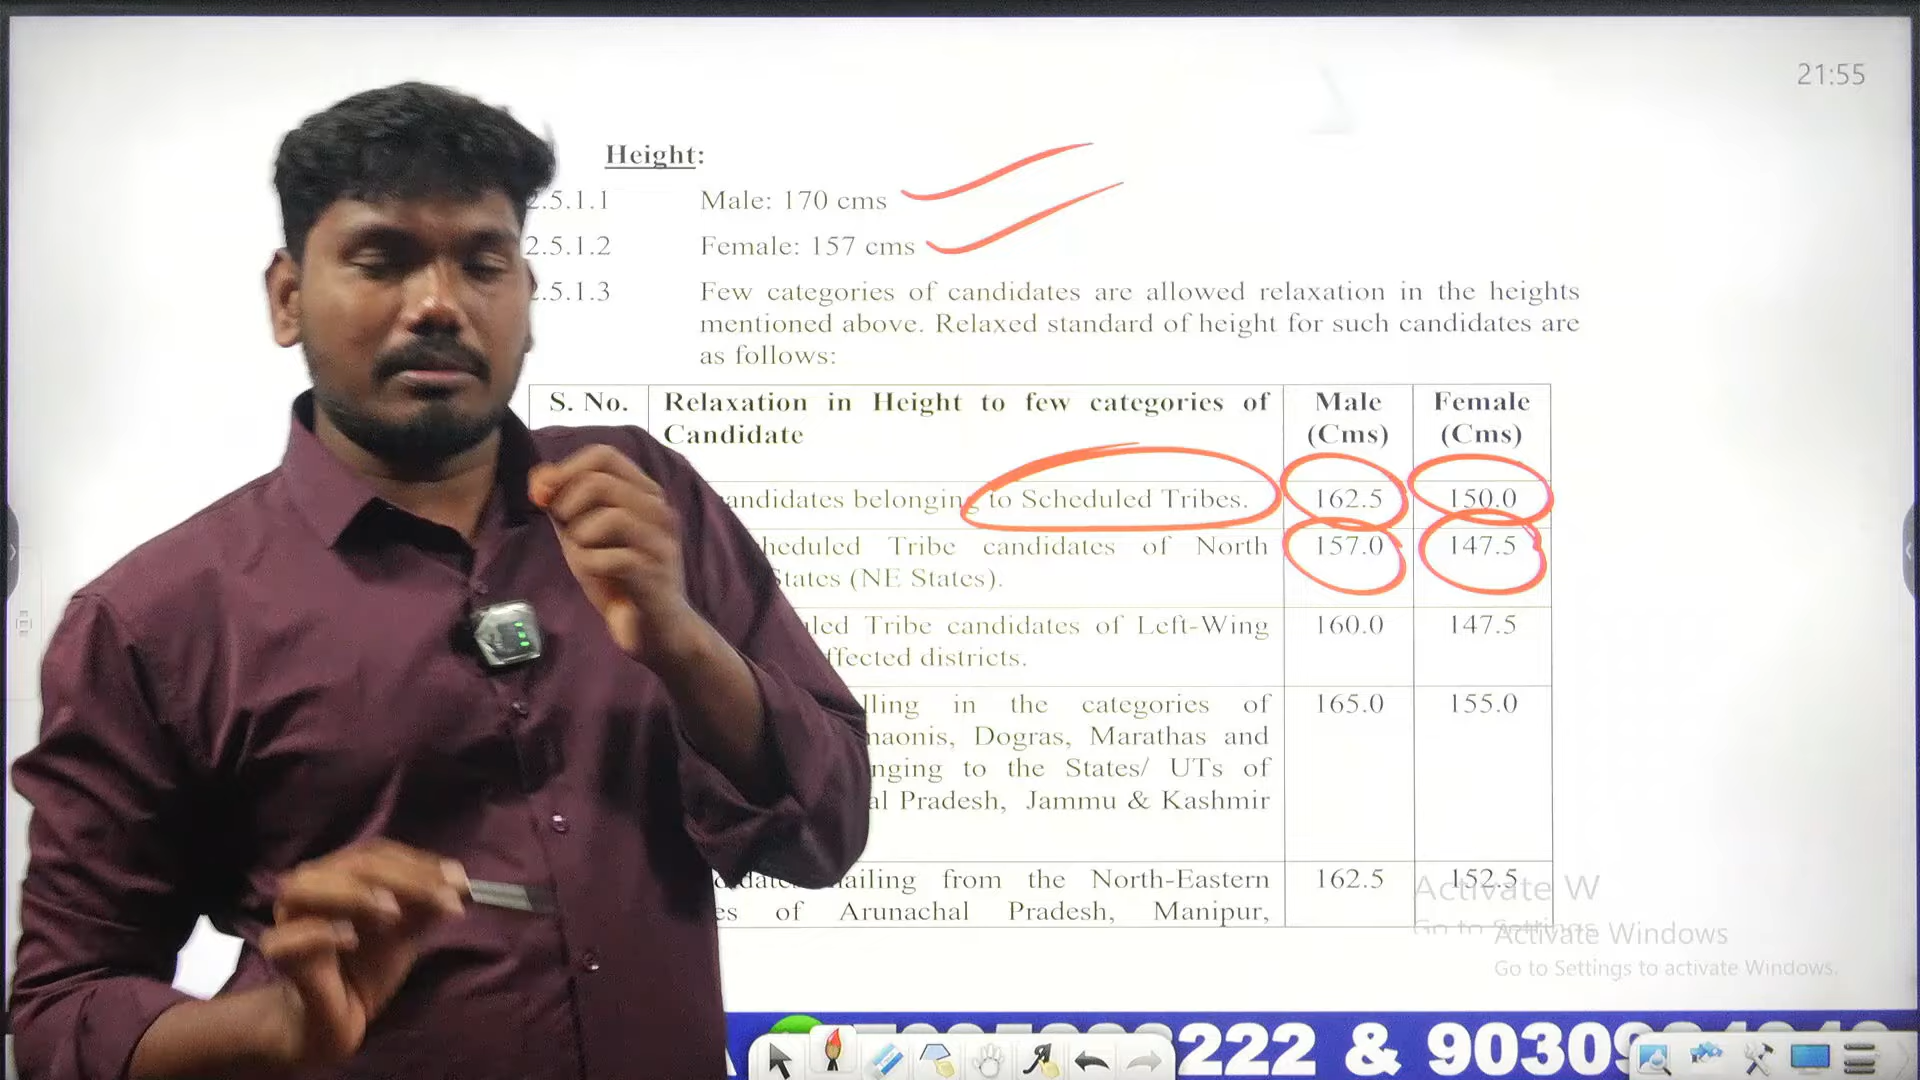 21:55
Height:
2.5.1.1 Male: 170 cms
2.5.1.2 Female: 157 cms
2.5.1.3 Few categories of candidates are allowed relaxation in the heights
mentioned above. Relaxed standard of height for such candidates are
as follows:
S. No. Relaxation in Height to few categories of Male Female
Candidate (Cms) (Cms)
andidates belonging to Scheduled Tribes. 162.5 150.0
heduled Tribe candidates of North 157.0 147.5
States (NE States).
led Tribe candidates of Left-Wing 160.0 147.5
ffected districts.
lling in the categories of 165.0 155.0
maonis, Dogras, Marathas and
nging to the States/ UTs of
al Pradesh, Jammu & Kashmir
ailing from the North-Eastern 162.5 152.5
es of Arunachal Pradesh, Manipur,
Activate W
Activate Windows
Go to Settings to activate Windows.
222 & 9030